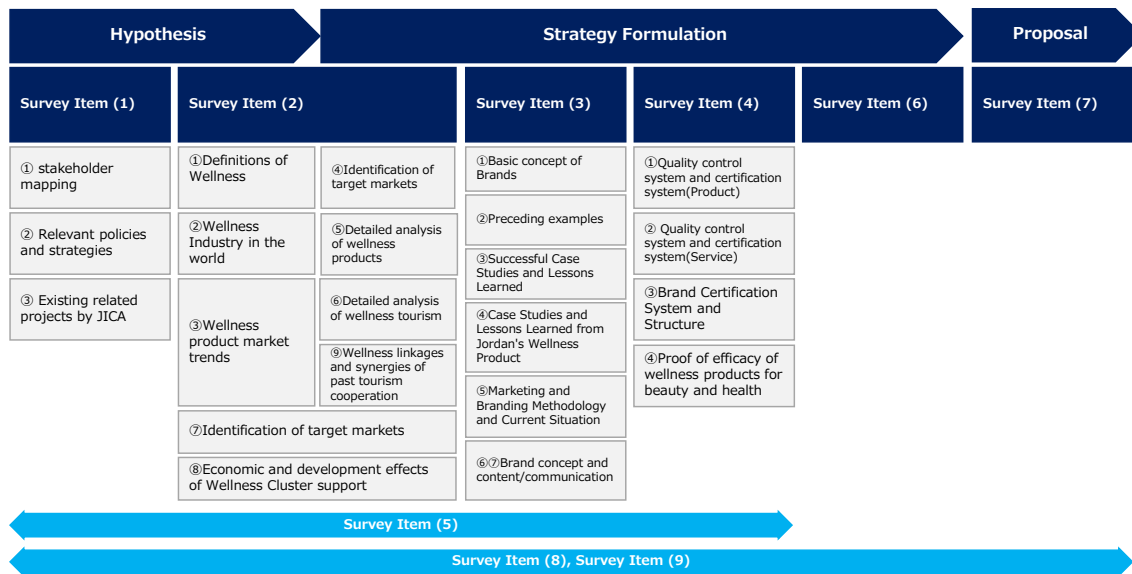 Hypothesis
Strategy Formulation
Proposal
Survey Item (1)
Survey Item (2)
Survey Item (3)
Survey Item (4)
Survey Item (6)
Survey Item (7)
① stakeholder
mapping
② Relevant policies
and strategies
③ Existing related
projects by JICA
①Definitions of
Wellness
②Wellness
Industry in the
world
③Wellness
product market
trends
④Identification of
target markets
⑤Detailed analysis
of wellness
products
⑥Detailed analysis
of wellness tourism
⑨Wellness linkages
and synergies of
past tourism
cooperation
⑦Identification of target markets
⑧Economic and development effects
of Wellness Cluster support
①Basic concept of
Brands
②Preceding examples
③Successful Case
Studies and Lessons
Learned
④Case Studies and
Lessons Learned from
Jordan's Wellness
Product
⑤Marketing and
Branding Methodology
and Current Situation
⑥⑦Brand concept and
content/communication
①Quality control
system and certification
system(Product)
② Quality control
system and certification
system(Service)
③Brand Certification
System and
Structure
④Proof of efficacy of
wellness products for
beauty and health
Survey Item (5)
Survey Item (8), Survey Item (9)